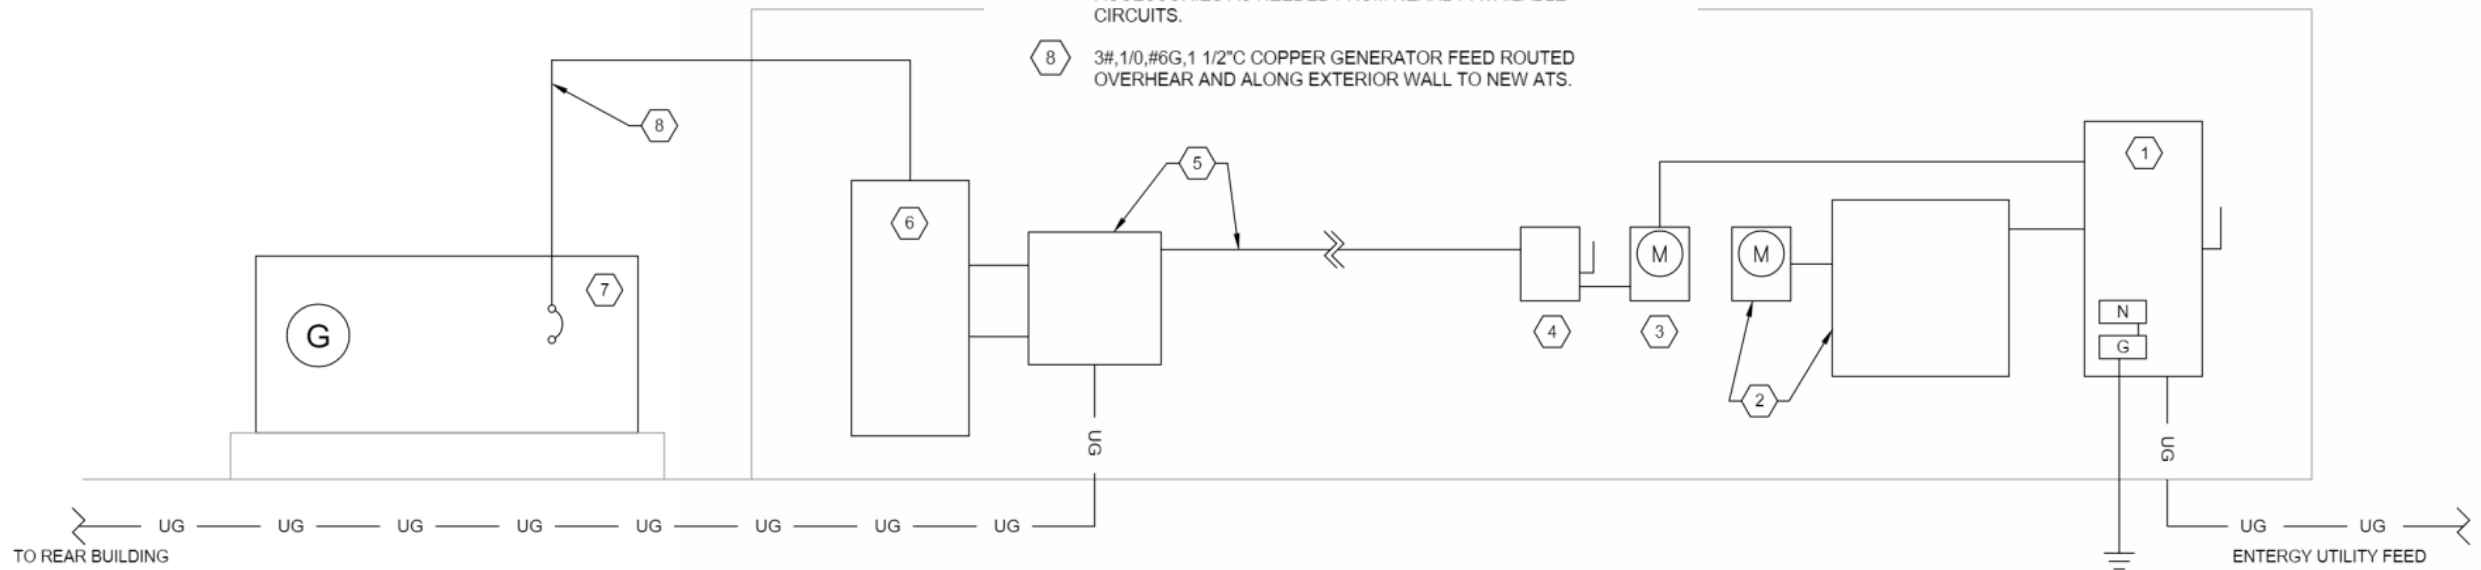 CIRCUITS.
8 3#,1/0,#6G,1 1/2"C COPPER GENERATOR FEED ROUTED
OVERHEAR AND ALONG EXTERIOR WALL TO NEW ATS.
8
5
1
6
M
M
7
G
4
3
N
G
2
UG
UG
UG
UG
UG
UG
UG
UG
UG
UG
UG
UG
TO REAR BUILDING
ENTERGY UTILITY FEED